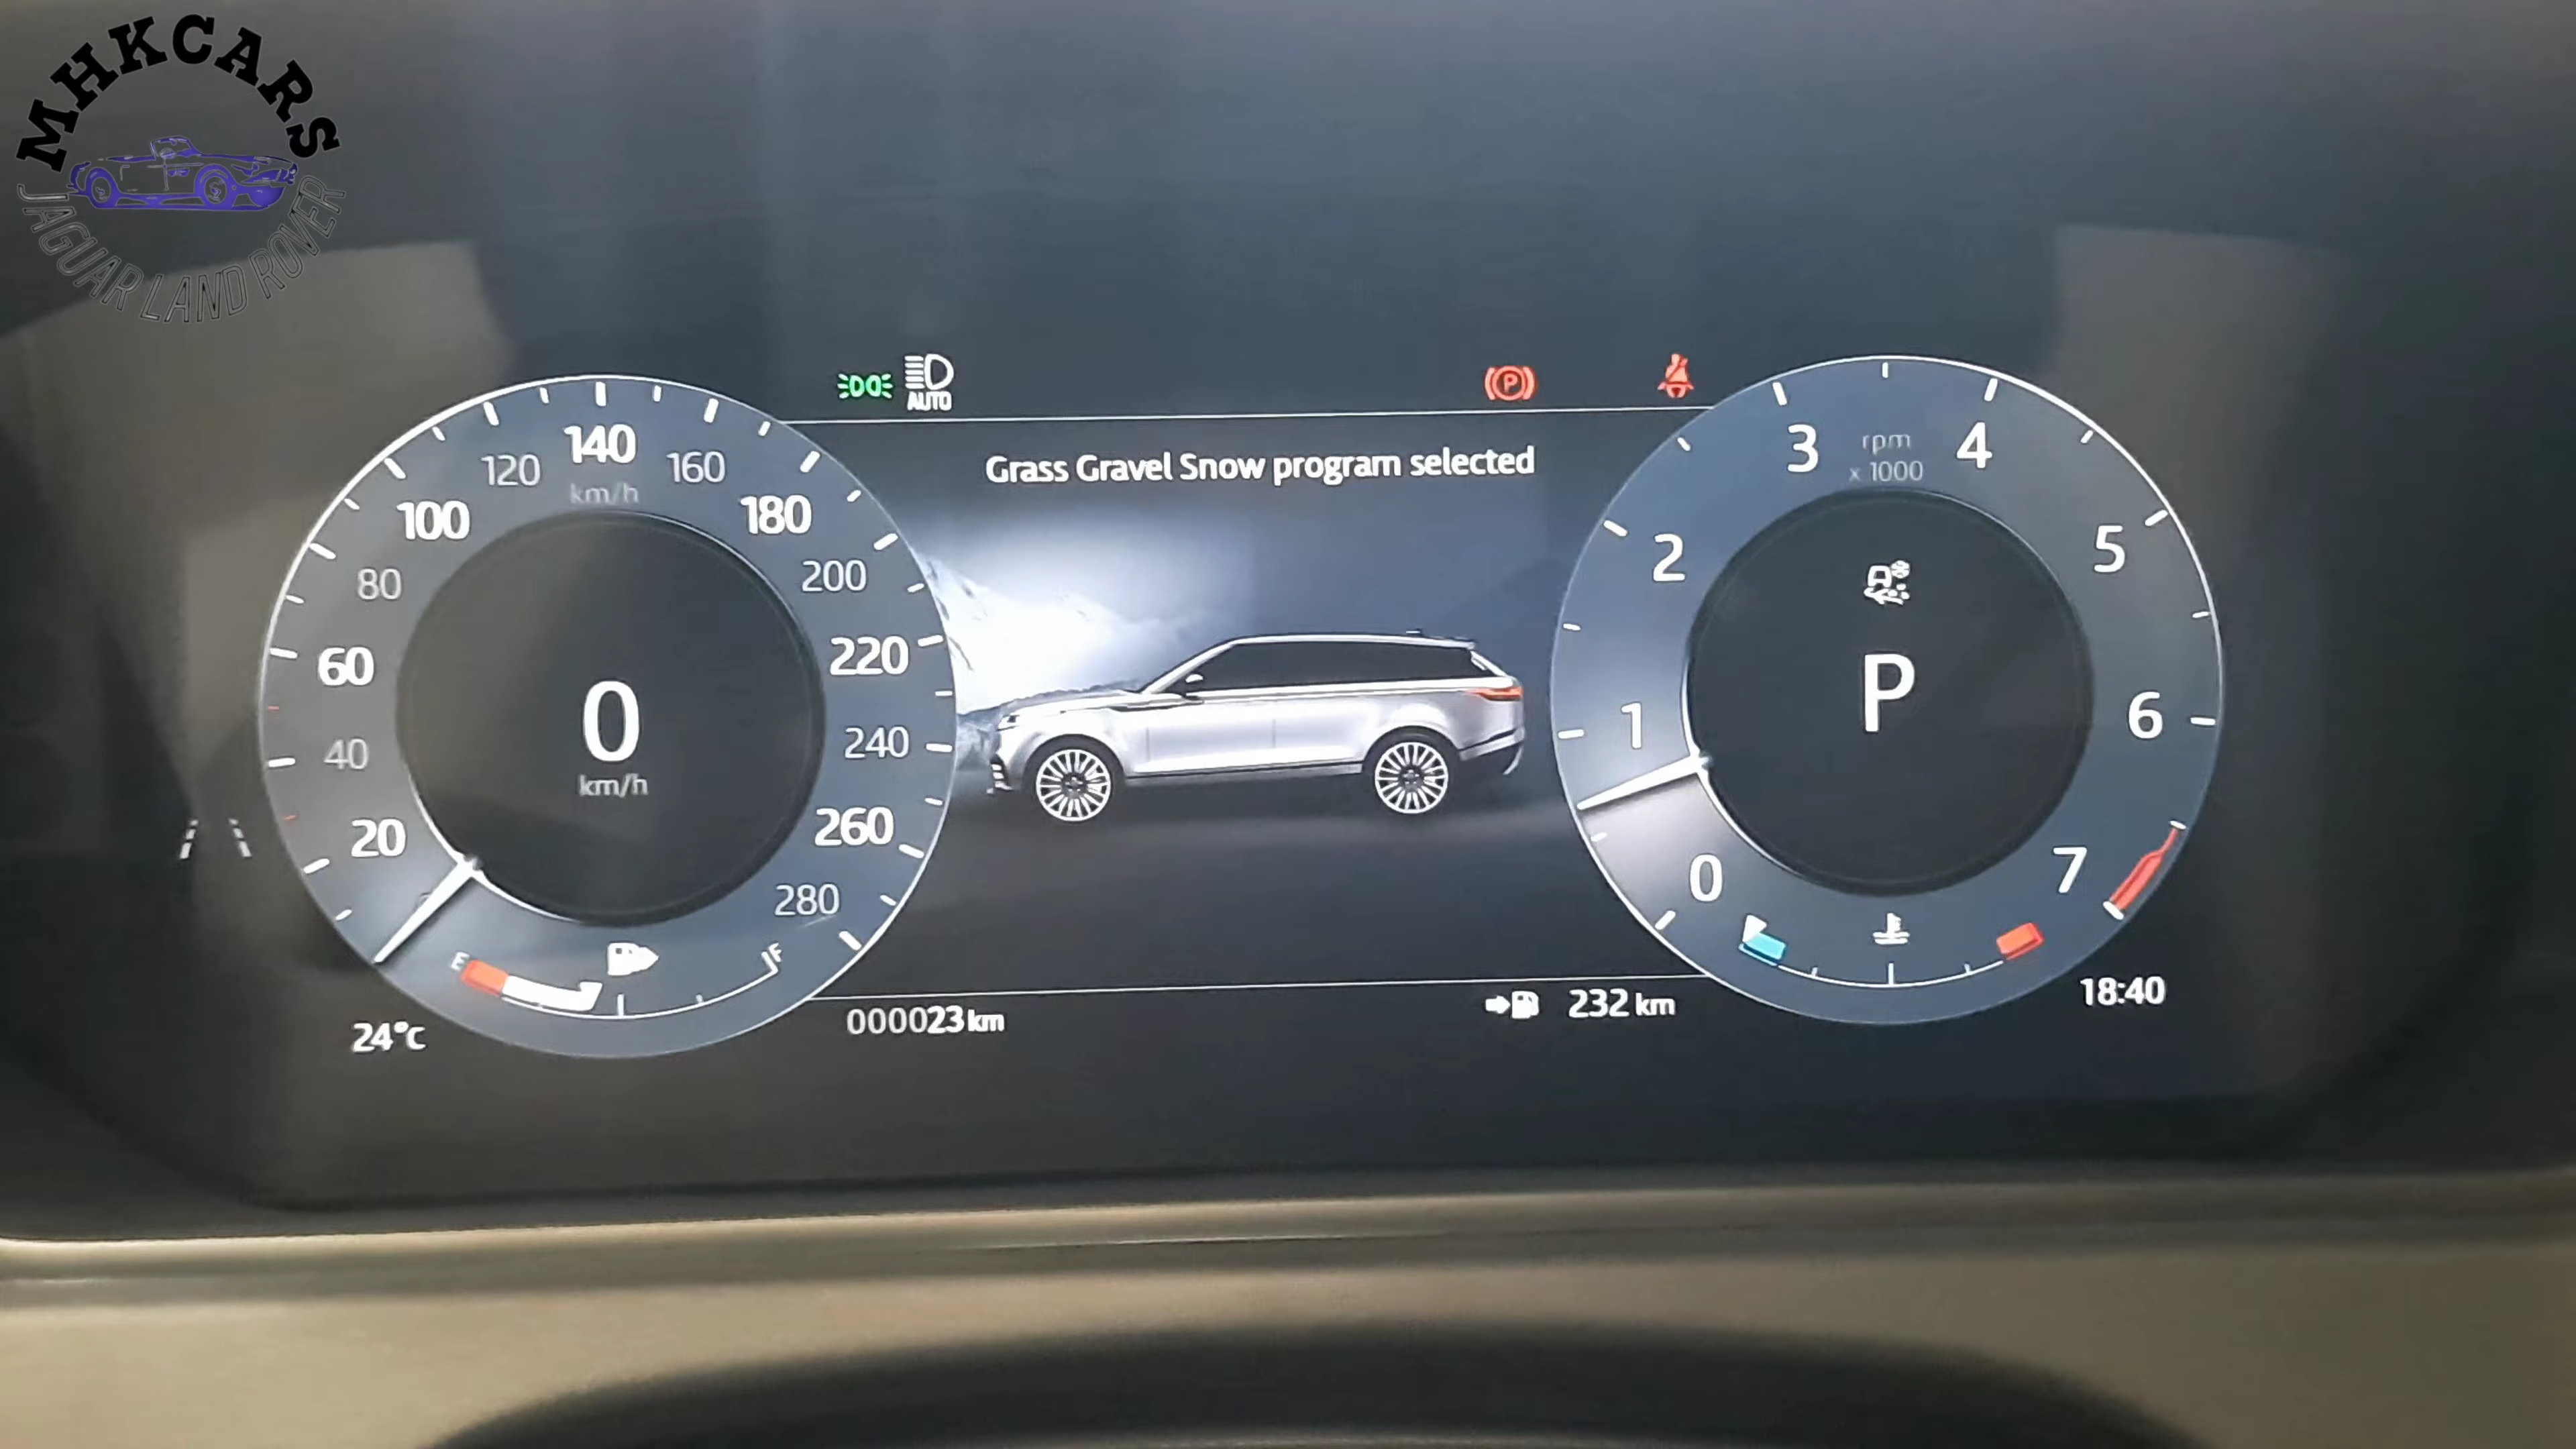 MHKCARS
JAGUAR LAND ROVER
AUTO
P
Grass Gravel Snow program selected
20
40
60
80
100
120
140
160
180
200
220
240
260
280
km/h
0
km/h
E
F
24°C
000023 km
232 km
0
1
2
3
4
5
6
7
rpm
x 1000
P
18:40